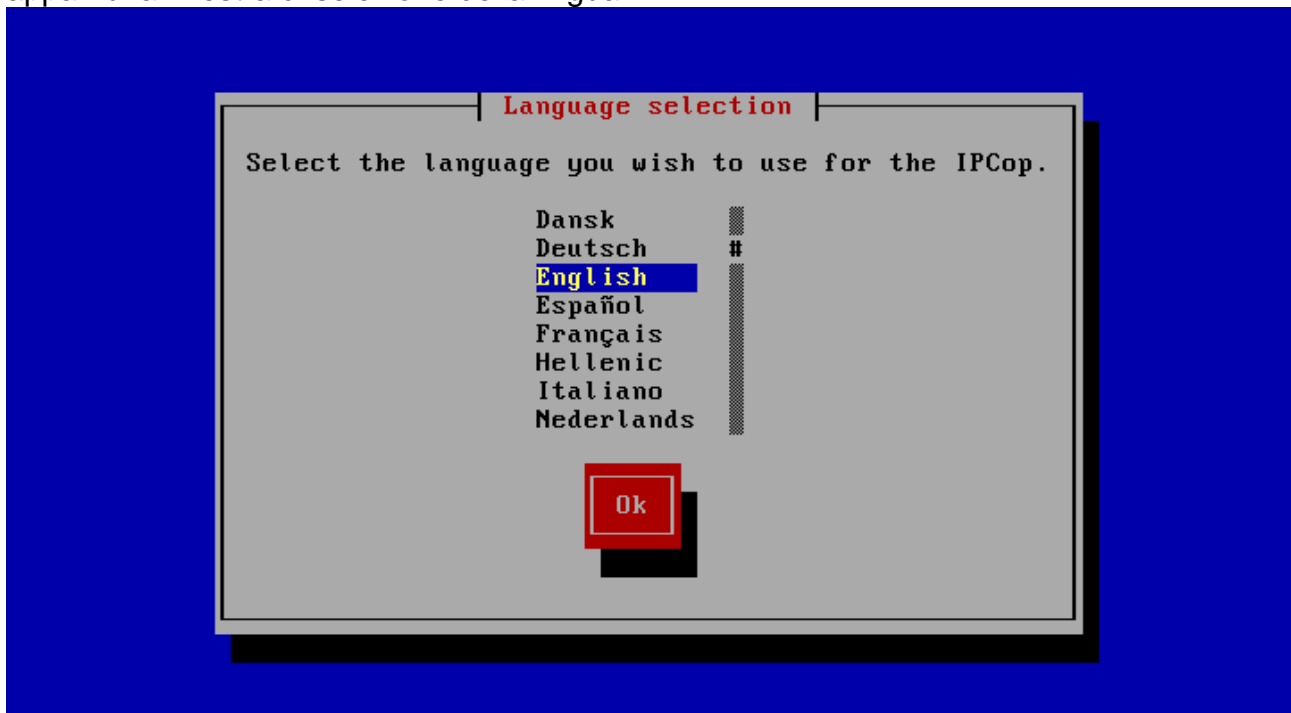 Language selection
Select the language you wish to use for the IPCop.
Dansk
Deutsch #
English
Español
Français
Hellenic
Italiano
Nederlands
Ok